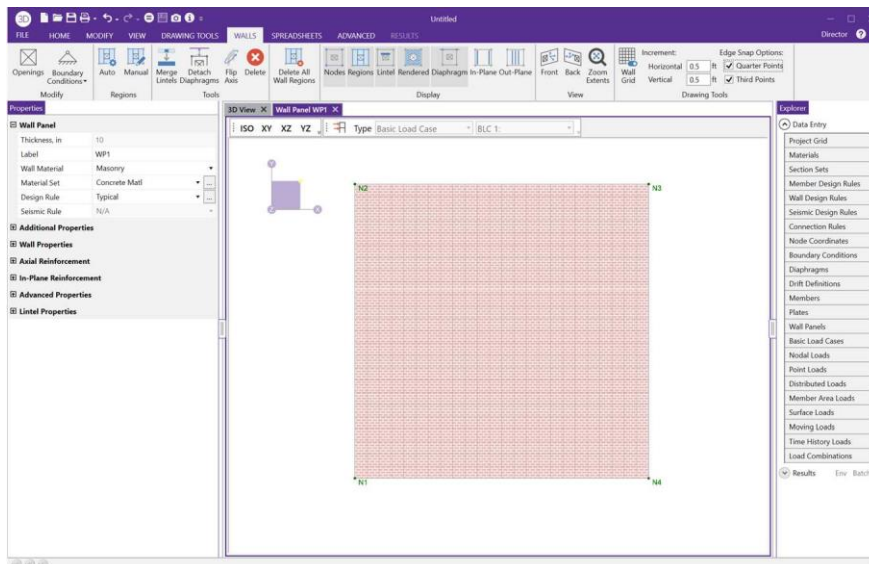 3D
Untitled
FILE HOME MODIFY VIEW DRAWING TOOLS WALLS SPREADSHEETS ADVANCED RESULTS Director
Openings Boundary Conditions Auto Manual Merge Lintels Detach Diaphragms Flip Axis Delete Delete All Wall Regions Nodes Regions Lintel Rendered Diaphragm In-Plane Out-Plane Front Back Zoom Extents Wall Grid
Increment: Edge Snap Options:
Horizontal 0.5 ft Quarter Points
Vertical 0.5 ft Third Points
Modify Regions Tools Display View Drawing Tools
Properties
Wall Panel
Thickness, in 10
Label WP1
Wall Material Masonry
Material Set Concrete Matl
Design Rule Typical
Seismic Rule N/A
Additional Properties
Wall Properties
Axial Reinforcement
In-Plane Reinforcement
Advanced Properties
Lintel Properties
3D View X Wall Panel WP1 X
ISO XY XZ YZ Type Basic Load Case BLC 1:
Y
Z X
N2 N3
N1 N4
Explorer
Data Entry
Project Grid
Materials
Section Sets
Member Design Rules
Wall Design Rules
Seismic Design Rules
Connection Rules
Node Coordinates
Boundary Conditions
Diaphragms
Drift Definitions
Members
Plates
Wall Panels
Basic Load Cases
Nodal Loads
Point Loads
Distributed Loads
Member Area Loads
Surface Loads
Moving Loads
Time History Loads
Load Combinations
Results Env Batch